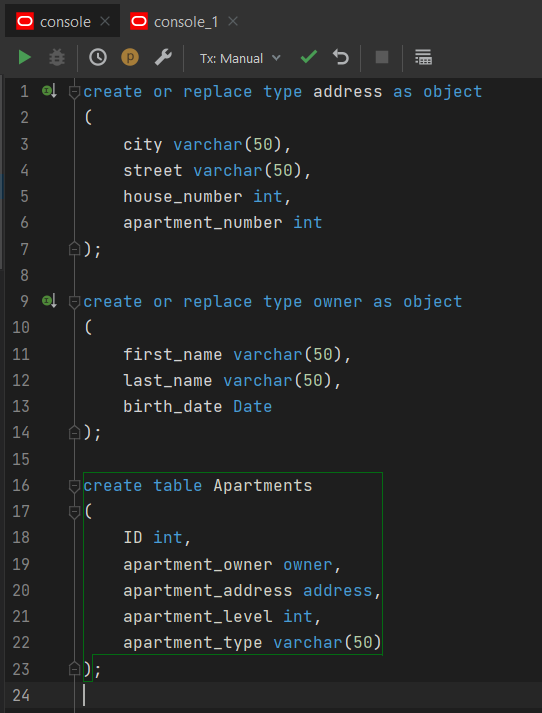 console
console_1
Tx: Manual
1 create or replace type address as object
2 (
3     city varchar(50),
4     street varchar(50),
5     house_number int,
6     apartment_number int
7 );
8
9 create or replace type owner as object
10 (
11     first_name varchar(50),
12     last_name varchar(50),
13     birth_date Date
14 );
15
16 create table Apartments
17 (
18     ID int,
19     apartment_owner owner,
20     apartment_address address,
21     apartment_level int,
22     apartment_type varchar(50)
23 );
24